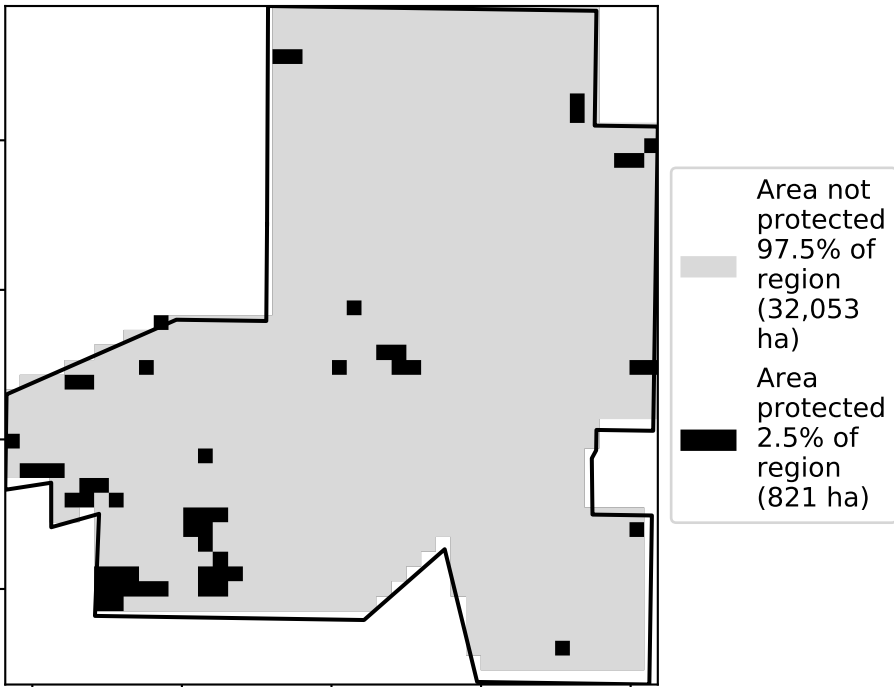 Area not
protected
97.5% of
region
(32,053
ha)
Area
protected
2.5% of
region
(821 ha)